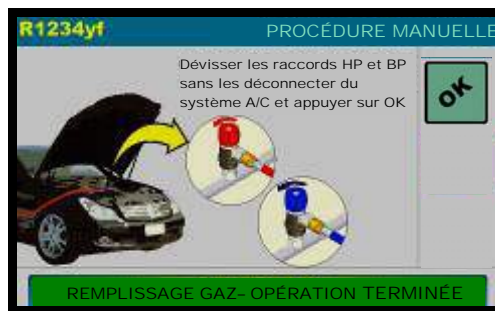 R1234yf
PROCÉDURE MANUELLE
Dévisser les raccords HP et BP
sans les déconnecter du
système A/C et appuyer sur OK
OK
REMPLISSAGE GAZ- OPÉRATION TERMINÉE